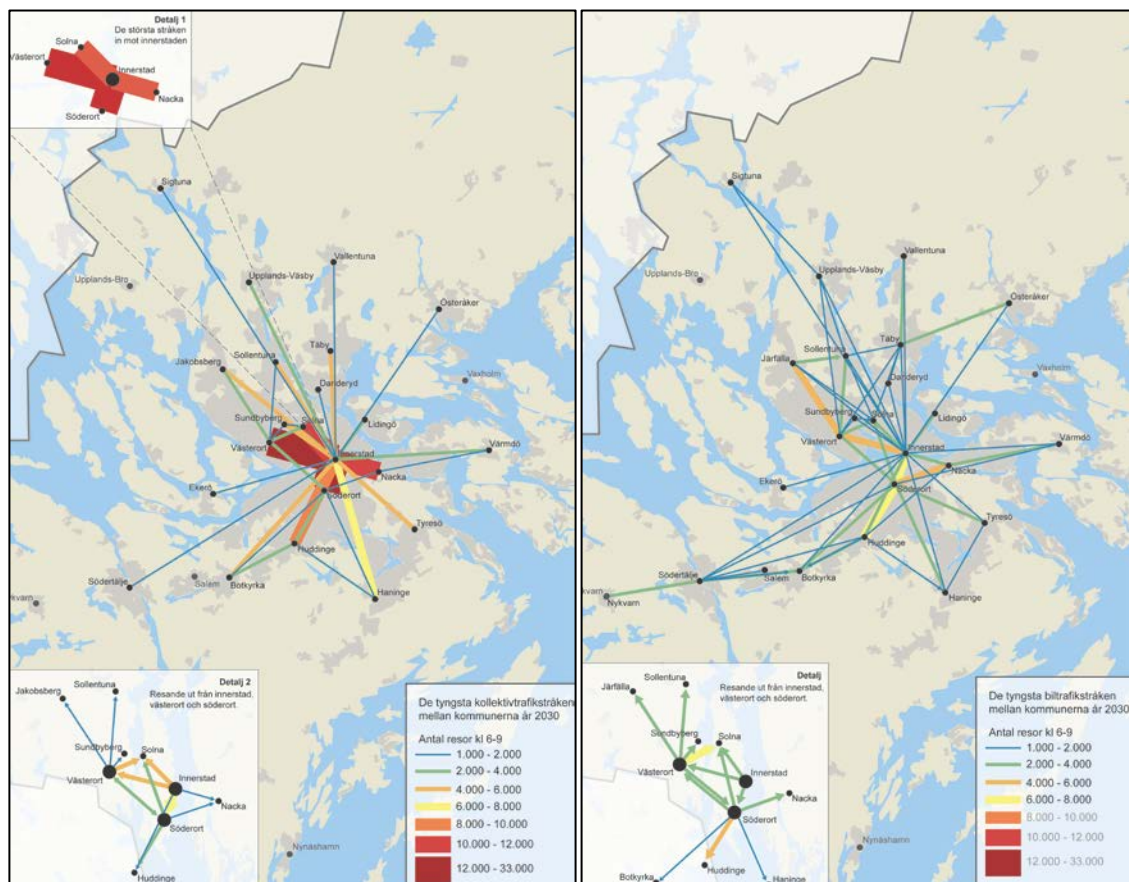 Detalj 1
De största stråken
in mot innerstaden
Solna
Västerort
Innerstad
Nacka
Söderort
Sigtuna
Vallentuna
Upplands-Väsby
Upplands-Bro
Österåker
Täby
Sollentuna
Jakobsberg
Vaxholm
Danderyd
Sundbyberg
Solna
Lidingö
Västerort
Innerstad
Värmdö
Nacka
Ekerö
Söderort
Tyresö
Huddinge
Södertälje
Salem
Botkyrka
Haninge
Nynäshamn
Detalj 2
Resande ut från innerstad,
västerort och söderort.
Sollentuna
Jakobsberg
Sundbyberg
Solna
Västerort
Innerstad
Nacka
Söderort
Huddinge
De tyngsta kollektivtrafikstråken
mellan kommunerna år 2030
Antal resor kl 6-9
1.000 - 2.000
2.000 - 4.000
4.000 - 6.000
6.000 - 8.000
8.000 - 10.000
10.000 - 12.000
12.000 - 33.000
Sigtuna
Vallentuna
Upplands-Väsby
Upplands-Bro
Österåker
Täby
Sollentuna
Järfälla
Vaxholm
Danderyd
Sundbyberg
Solna
Lidingö
Västerort
Innerstad
Värmdö
Nacka
Ekerö
Söderort
Tyresö
Huddinge
Södertälje
Salem
Botkyrka
Nykvarn
Haninge
Nynäshamn
Detalj
Resande ut från innerstad,
västerort och söderort.
Sollentuna
Järfälla
Sundbyberg
Solna
Västerort
Innerstad
Nacka
Söderort
Huddinge
Botkyrka
Haninge
De tyngsta biltrafikstråken
mellan kommunerna år 2030
Antal resor kl 6-9
1.000 - 2.000
2.000 - 4.000
4.000 - 6.000
6.000 - 8.000
8.000 - 10.000
10.000 - 12.000
12.000 - 33.000